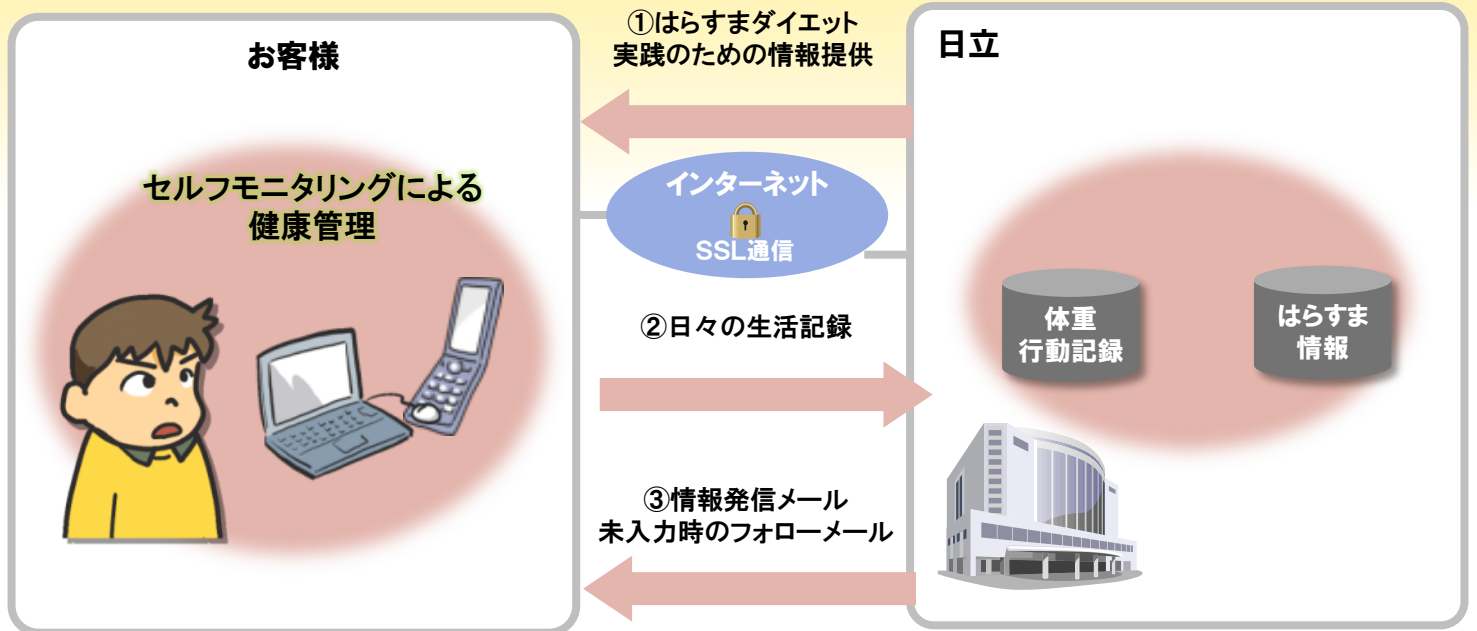 お客様
セルフモニタリングによる
健康管理
①はらすまダイエット
実践のための情報提供
インターネット
SSL通信
②日々の生活記録
③情報発信メール
未入力時のフォローメール
日立
体重
行動記録
はらすま
情報